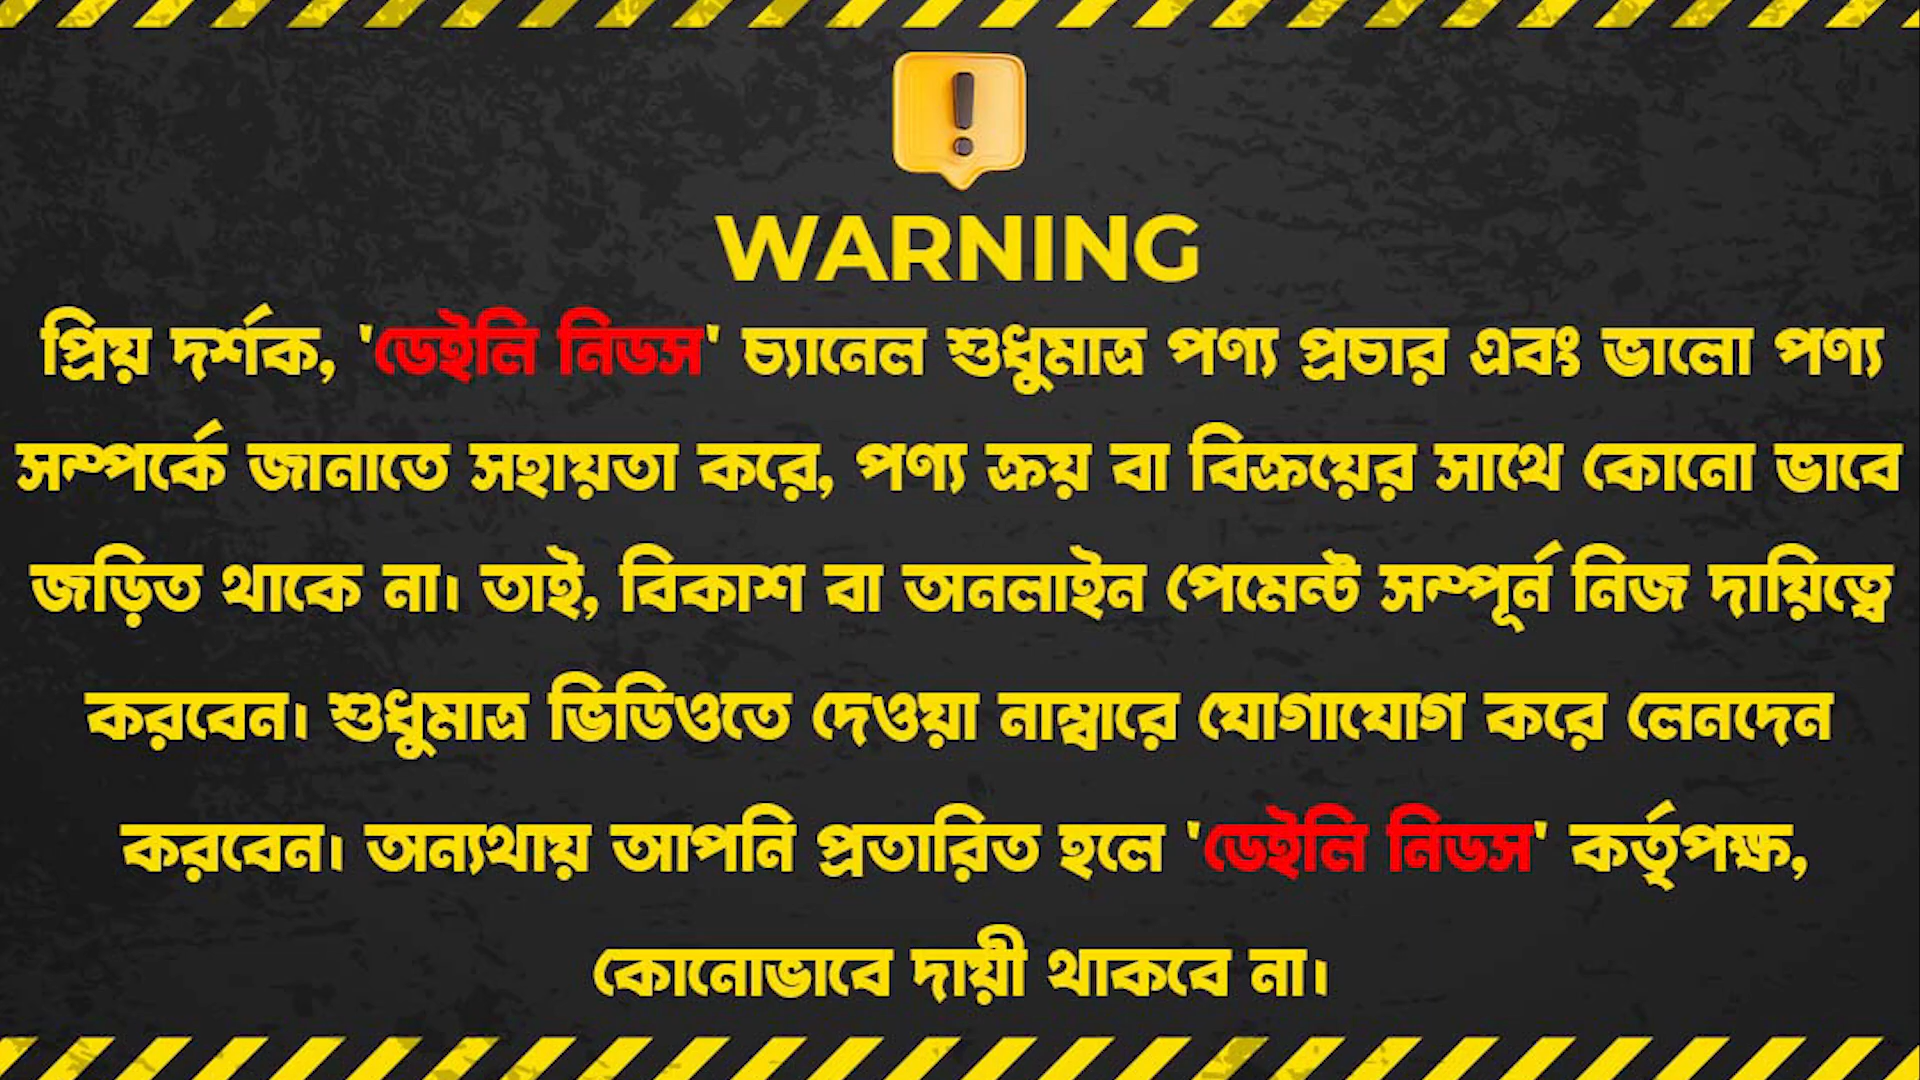 WARNING
প্রিয় দর্শক, 'ডেইলি নিডস' চ্যানেল শুধুমাত্র পণ্য প্রচার এবং ভালো পণ্য
সম্পর্কে জানাতে সহায়তা করে, পণ্য ক্রয় বা বিক্রয়ের সাথে কোনো ভাবে
জড়িত থাকে না। তাই, বিকাশ বা অনলাইন পেমেন্ট সম্পূর্ন নিজ দায়িত্বে
করবেন। শুধুমাত্র ভিডিওতে দেওয়া নাম্বারে যোগাযোগ করে লেনদেন
করবেন। অন্যথায় আপনি প্রতারিত হলে 'ডেইলি নিডস' কর্তৃপক্ষ,
কোনোভাবে দায়ী থাকবে না।